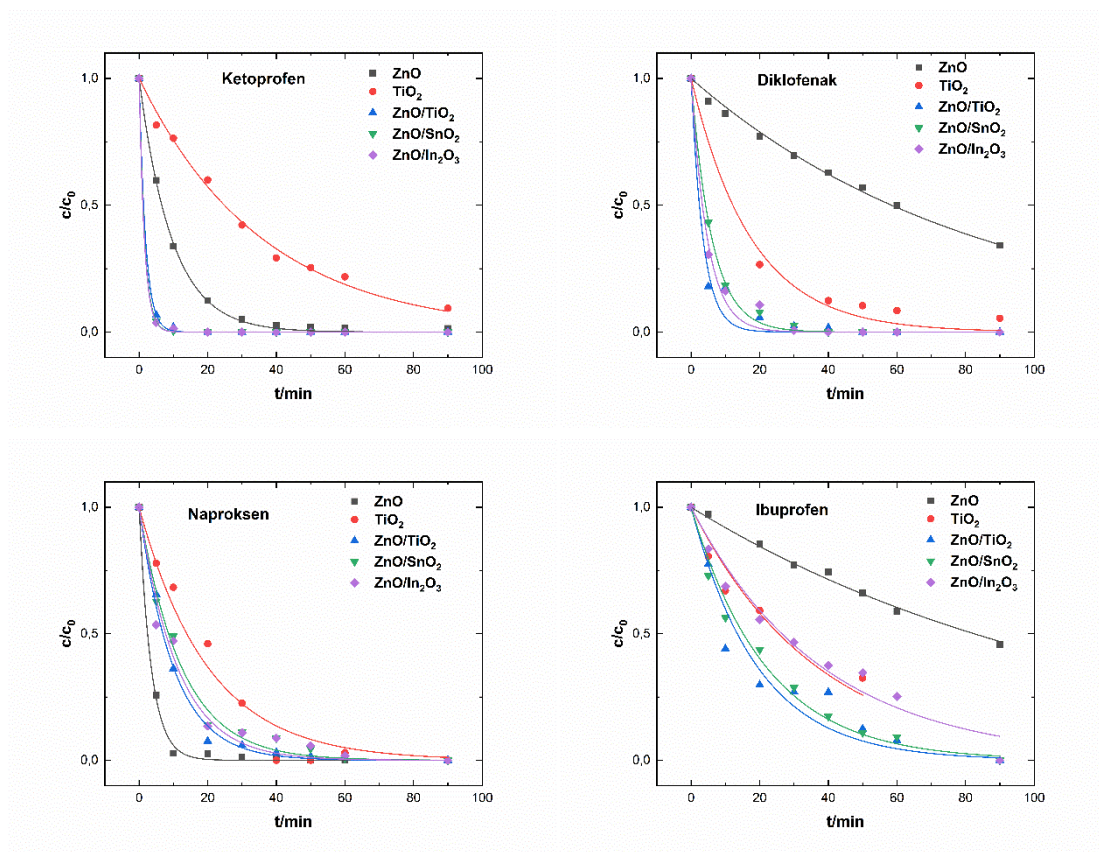 Ketoprofen
ZnO
TiO₂
ZnO/TiO₂
ZnO/SnO₂
ZnO/In₂O₃
1,0
0,5
0,0
c/c₀
0 20 40 60 80 100
t/min
Diklofenak
ZnO
TiO₂
ZnO/TiO₂
ZnO/SnO₂
ZnO/In₂O₃
1,0
0,5
0,0
c/c₀
0 20 40 60 80 100
t/min
Naproksen
ZnO
TiO₂
ZnO/TiO₂
ZnO/SnO₂
ZnO/In₂O₃
1,0
0,5
0,0
c/c₀
0 20 40 60 80 100
t/min
Ibuprofen
ZnO
TiO₂
ZnO/TiO₂
ZnO/SnO₂
ZnO/In₂O₃
1,0
0,5
0,0
c/c₀
0 20 40 60 80 100
t/min